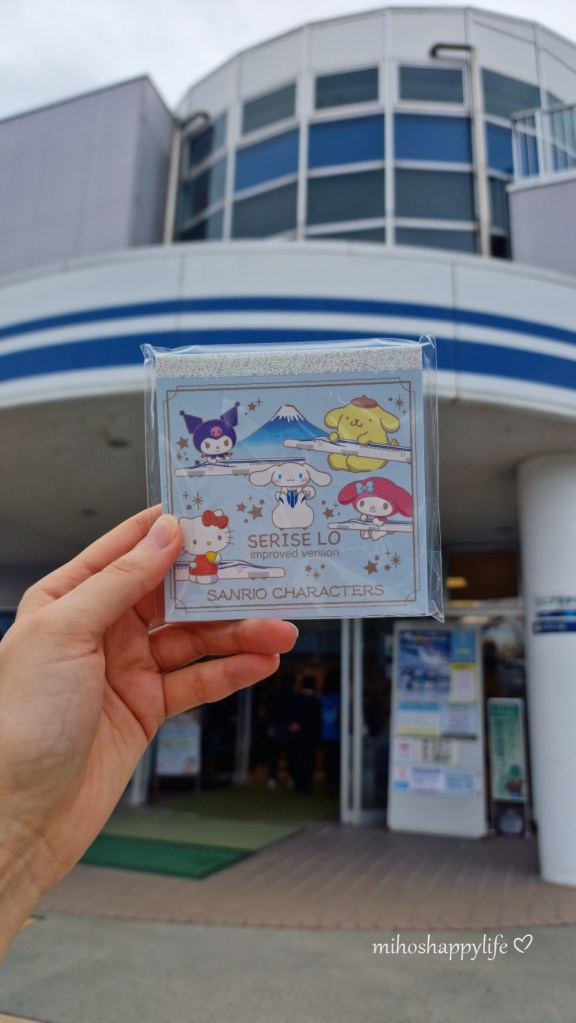 SERISE LO
improved version
SANRIO CHARACTERS
mihoshappylife ♡